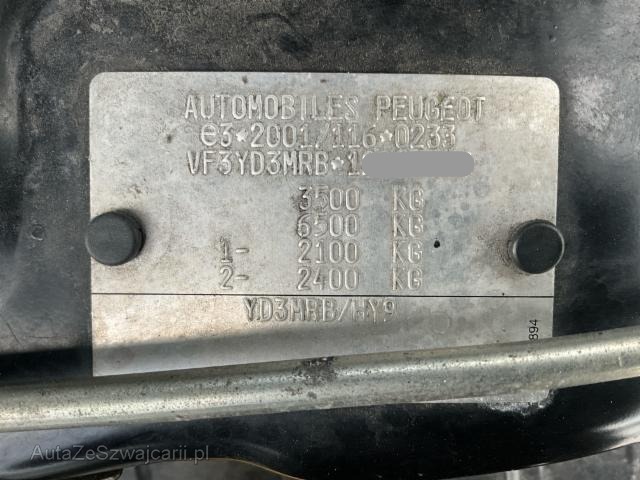 AUTOMOBILES PEUGEOT
e3*2001/116*0233
VF3YD3MRB*12
3500 KG
6500 KG
1- 2100 KG
2- 2400 KG
YD3MRB/HY9
894
AutaZeSzwajcarii.pl